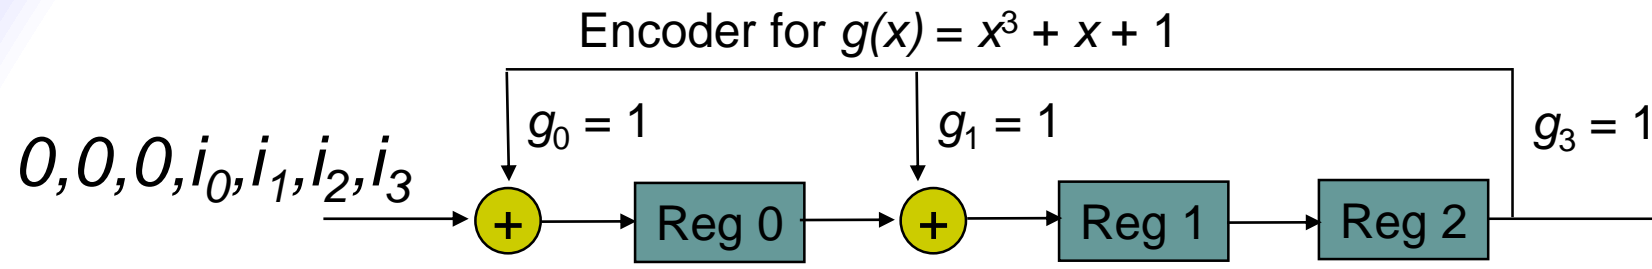 Encoder for g(x) = x³ + x + 1
g₀ = 1
g₁ = 1
g₃ = 1
0,0,0,i₀,i₁,i₂,i₃
+
Reg 0
+
Reg 1
Reg 2